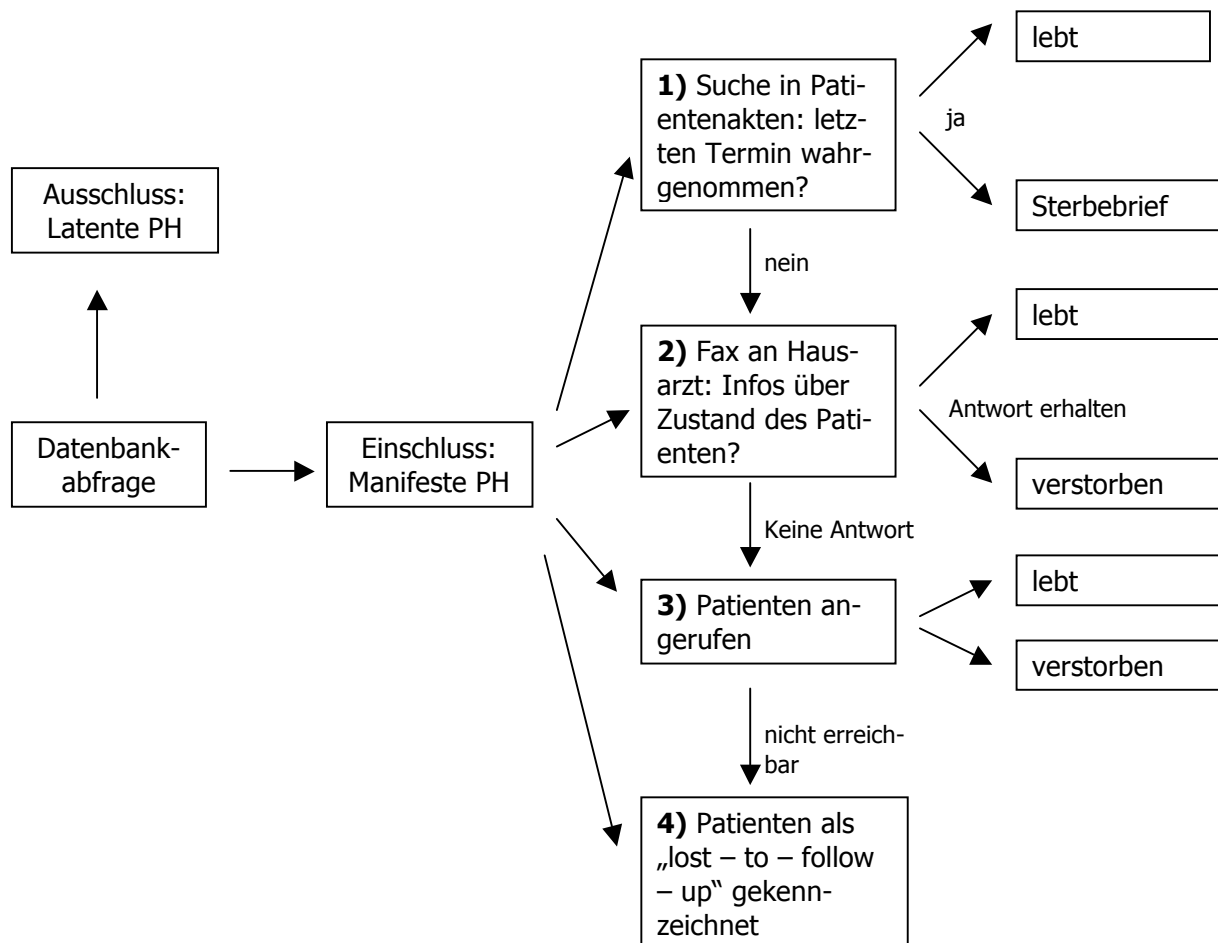 Ausschluss:
Latente PH
Datenbank-
abfrage
Einschluss:
Manifeste PH
1) Suche in Pati-
entenakten: letz-
ten Termin wahr-
genommen?
ja
lebt
Sterbebrief
nein
2) Fax an Haus-
arzt: Infos über
Zustand des Pati-
enten?
Antwort erhalten
lebt
verstorben
Keine Antwort
3) Patienten an-
gerufen
lebt
verstorben
nicht erreich-
bar
4) Patienten als
„lost – to – follow
– up“ gekenn-
zeichnet